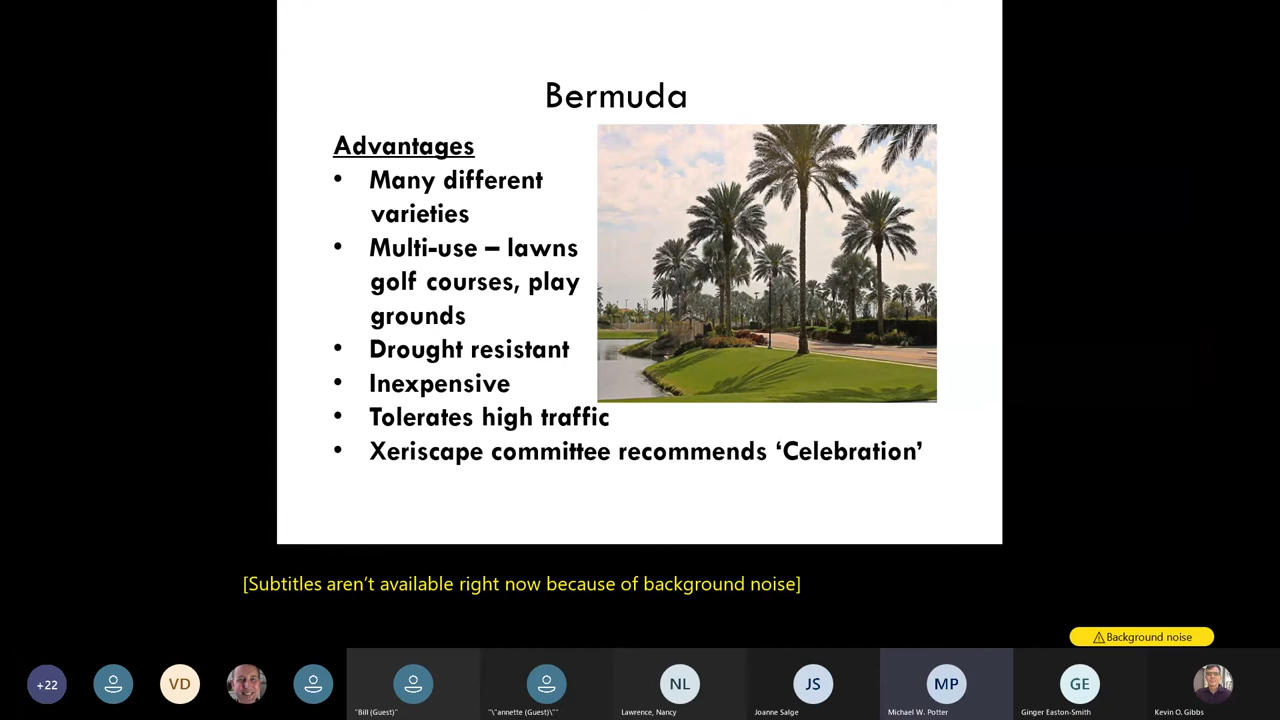 Bermuda
Advantages
• Many different
varieties
• Multi-use – lawns
golf courses, play
grounds
• Drought resistant
• Inexpensive
• Tolerates high traffic
• Xeriscape committee recommends ‘Celebration’
[Subtitles aren't available right now because of background noise]
⚠ Background noise
+22
VD
NL
JS
MP
GE
"Bill (Guest)"
"\"annette (Guest)\""
Lawrence, Nancy
Joanne Salge
Michael W. Potter
Ginger Easton-Smith
Kevin O. Gibbs